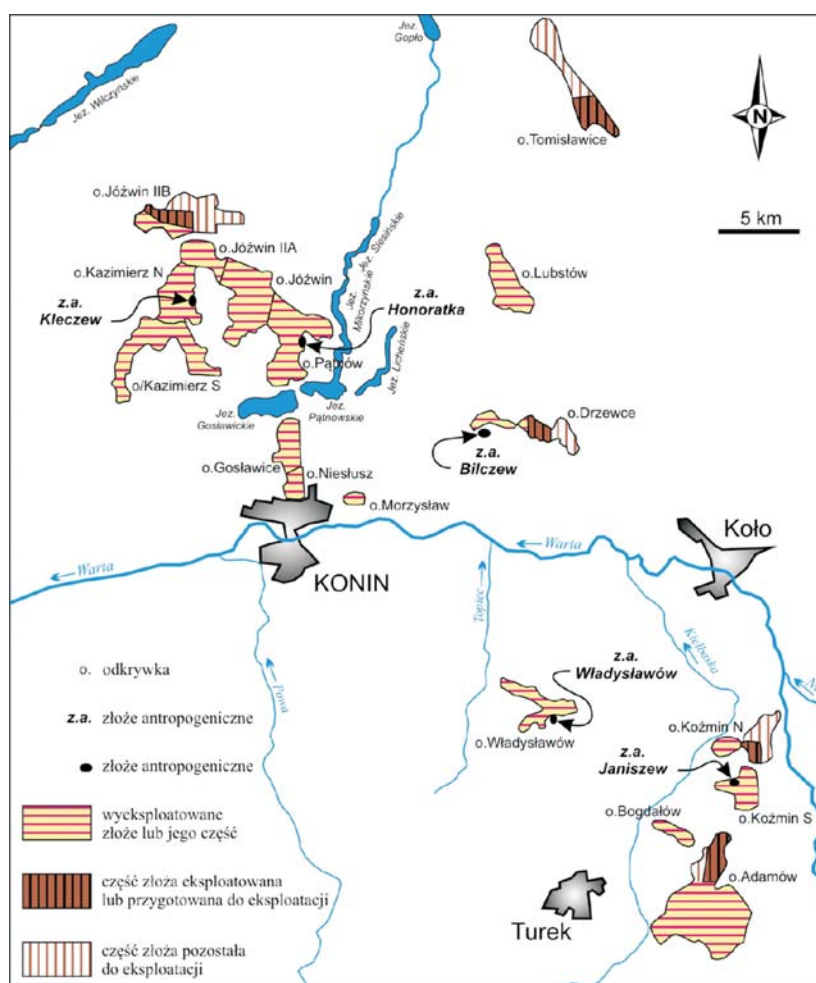 Jez.
Gopło
Jez. Wilczyńskie
o.Tomisławice
N
5 km
o.Jóźwin IIB
o.Jóźwin IIA
o.Kazimierz N
o.Jóźwin
z.a.
Kleczew
Jez. Ślesińskie
Jez.
Mikorzyńskie
z.a.
Honoratka
o.Lubstów
o.Pątnów
Jez. Licheńskie
o/Kazimierz S
Jez.
Gosławickie
Jez.
Pątnowskie
o.Drzewce
z.a.
Bilczew
o.Gosławice
o.Niesłusz
o.Morzysław
KONIN
Koło
Warta
Warta
Topiec
Kiełbaska
Powa
z.a.
Władysławów
o.Władysławów
o.Koźmin N
z.a.
Janiszew
o.Koźmin S
o.Bogdałów
o.Adamów
Turek
o. odkrywka
z.a. złoże antropogeniczne
złoże antropogeniczne
wyeksploatowane
złoże lub jego część
część złoża eksploatowana
lub przygotowana do eksploatacji
część złoża pozostała
do eksploatacji